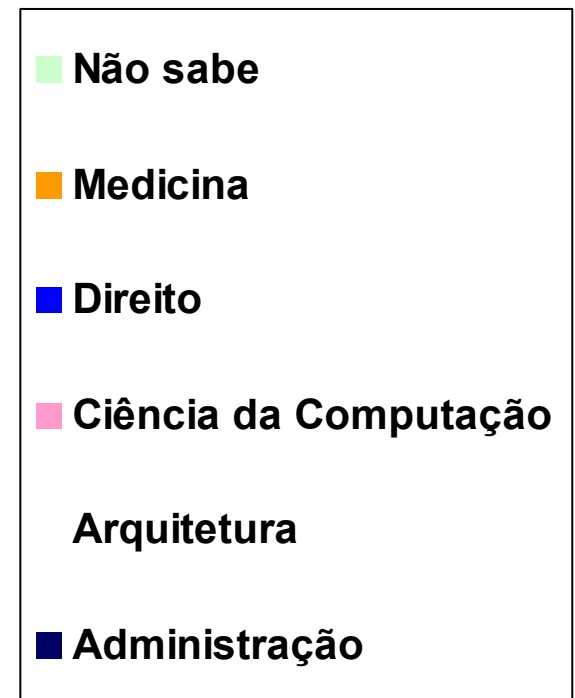 Não sabe
Medicina
Direito
Ciência da Computação
Arquitetura
Administração